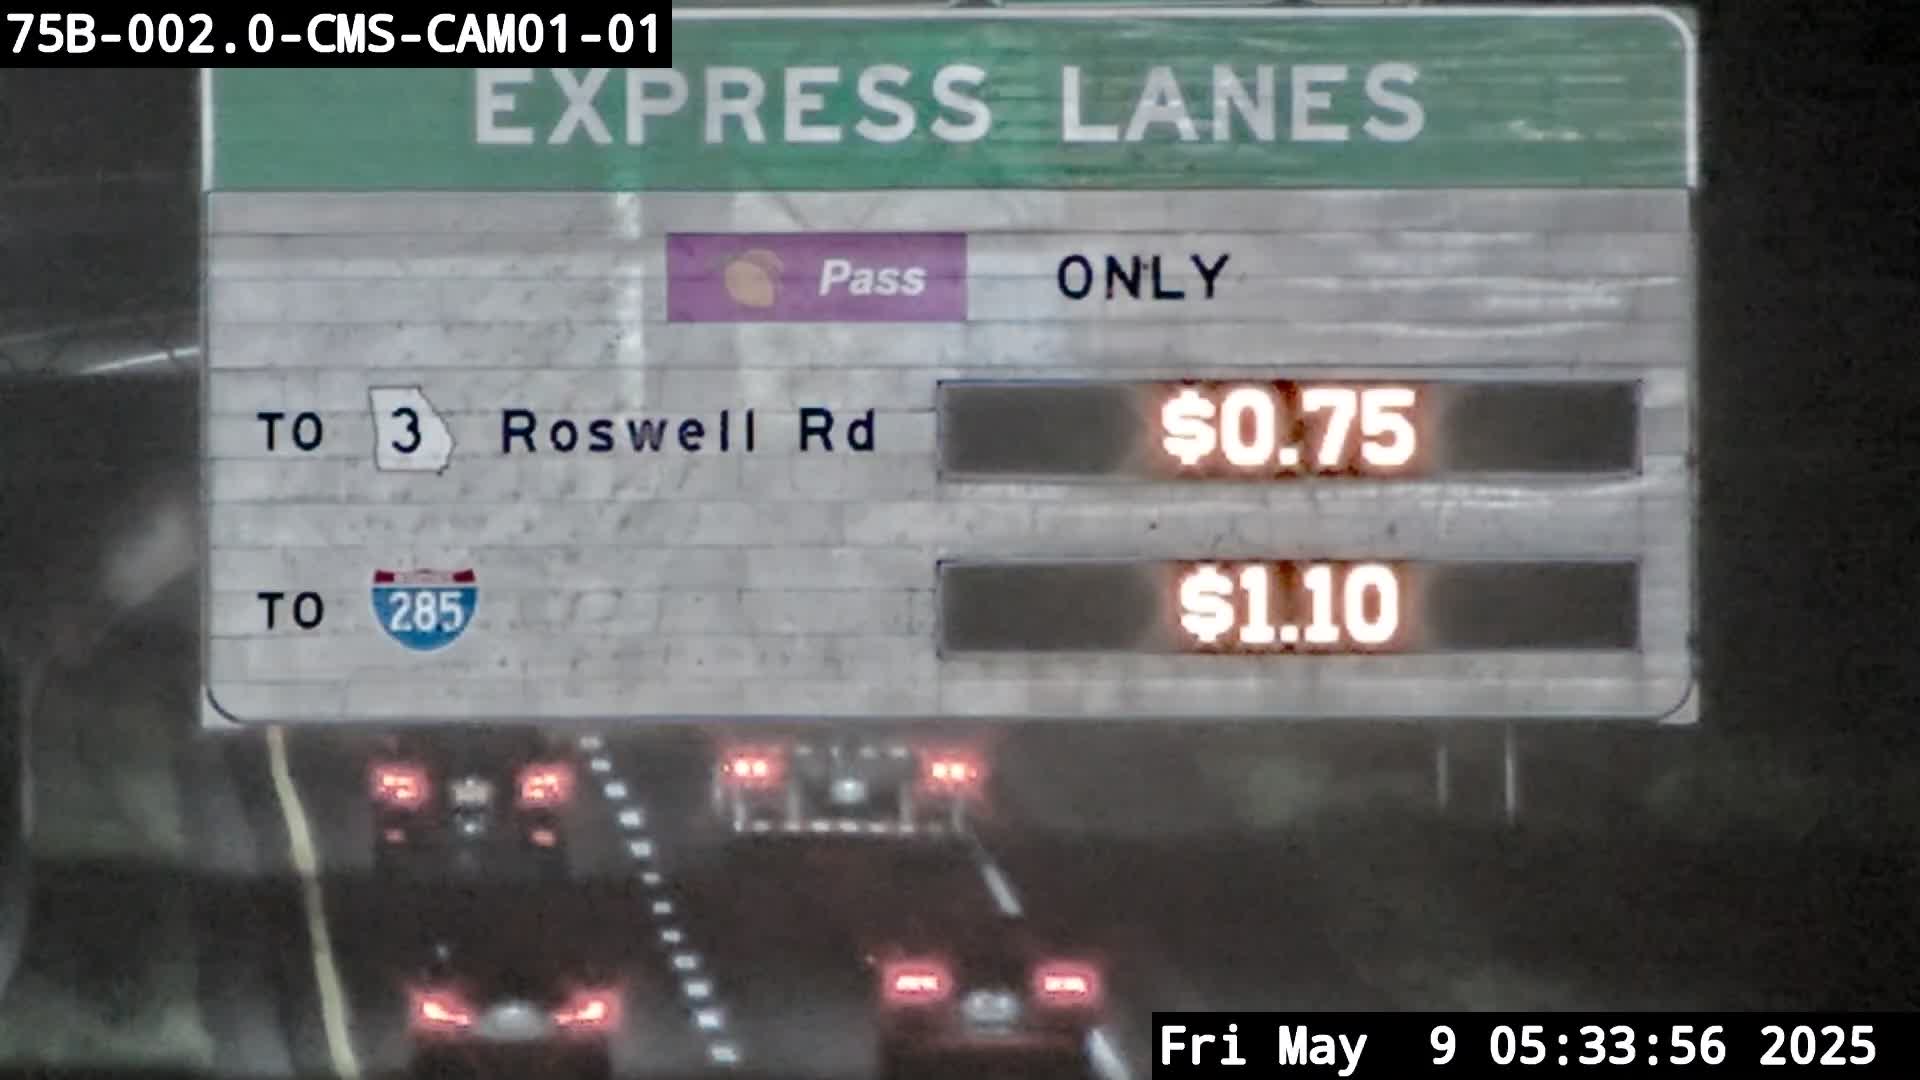 75B-002.0-CMS-CAM01-01
EXPRESS LANES
Pass ONLY
TO 3 Roswell Rd $0.75
TO 285 $1.10
Fri May 9 05:33:56 2025